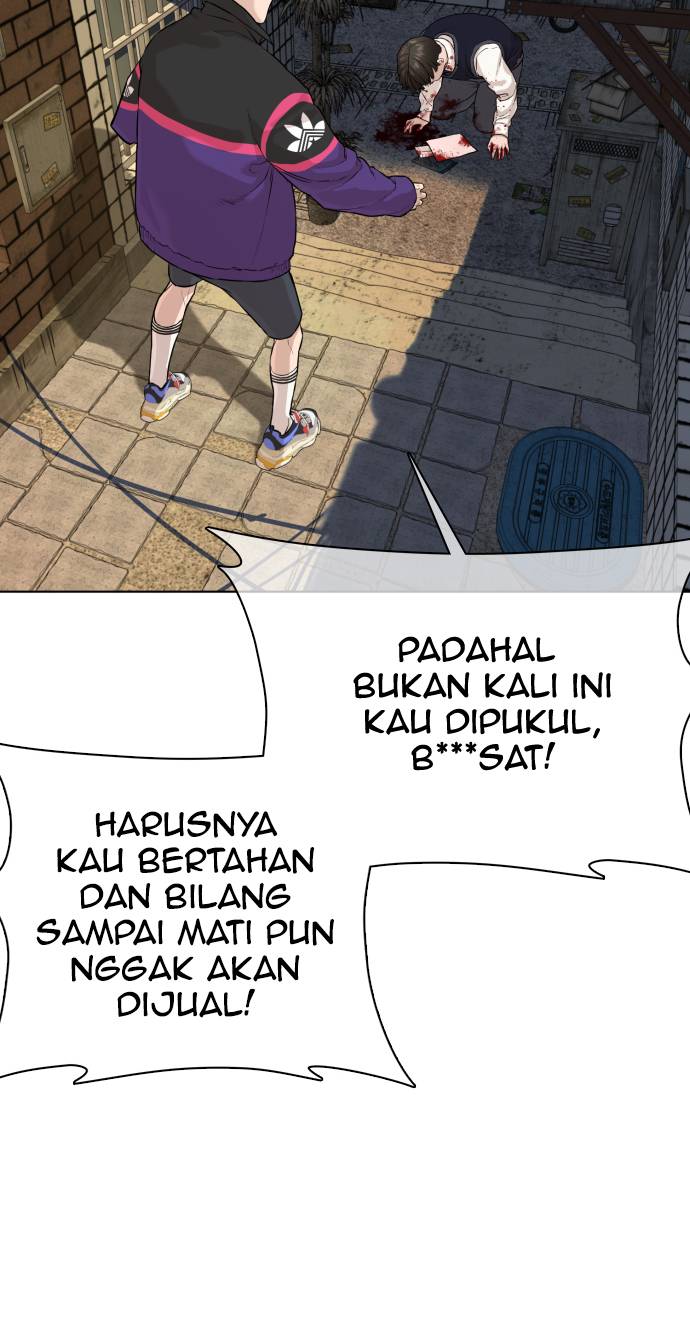 PADAHAL
BUKAN KALI INI
KAU DIPUKUL,
B***SAT!
HARUSNYA
KAU BERTAHAN
DAN BILANG
SAMPAI MATI PUN
NGGAK AKAN
DIJUAL!